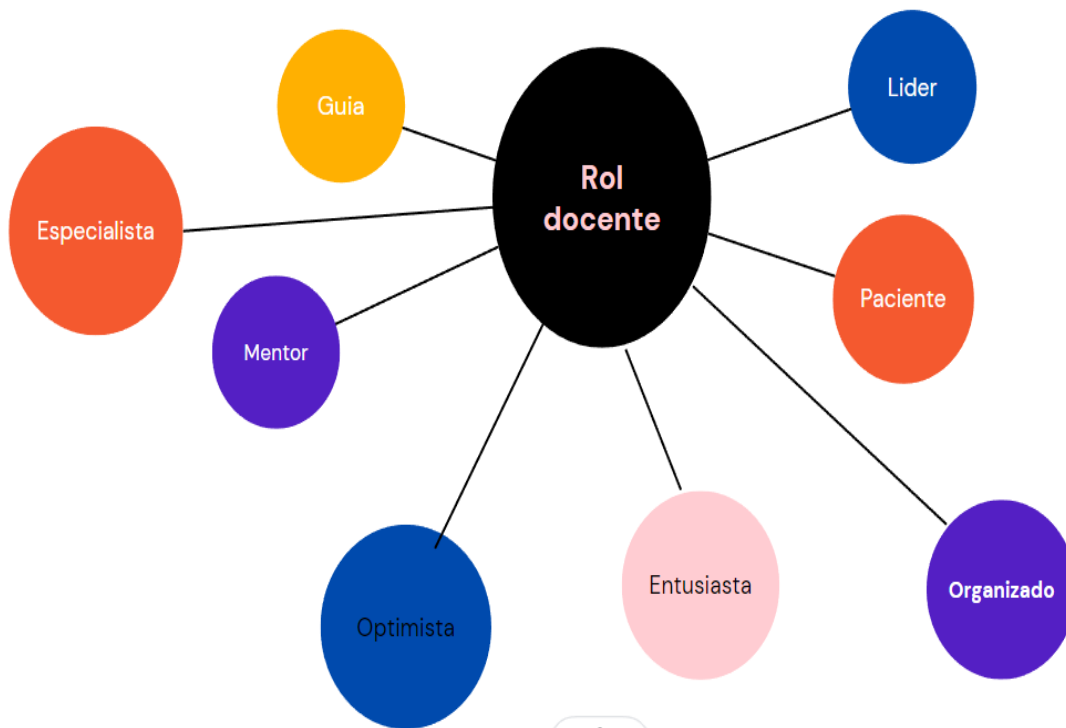 Rol
docente
Guia
Lider
Especialista
Paciente
Mentor
Optimista
Entusiasta
Organizado